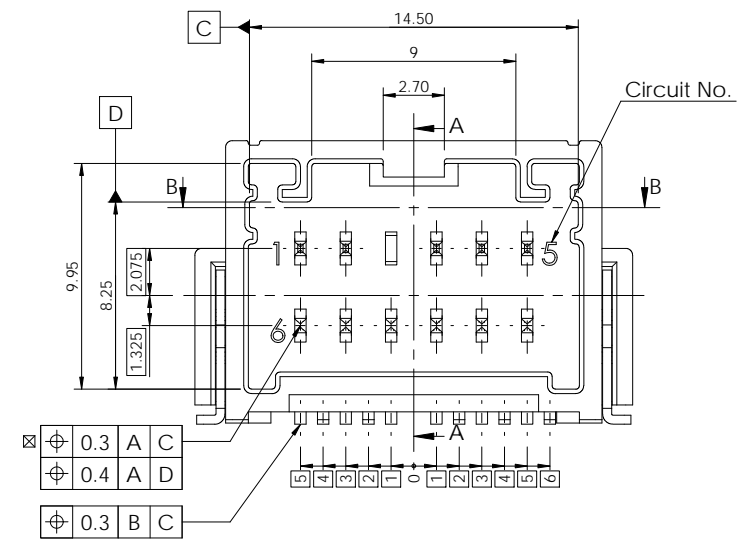 C
14.50
9
2.70
A
Circuit No.
D
B
B
9.95
8.25
2.075
1.325
1
5
6
⌖ 0.3 A C
⌖ 0.4 A D
⌖ 0.3 B C
A
5 4 3 2 1 0 1 2 3 4 5 6